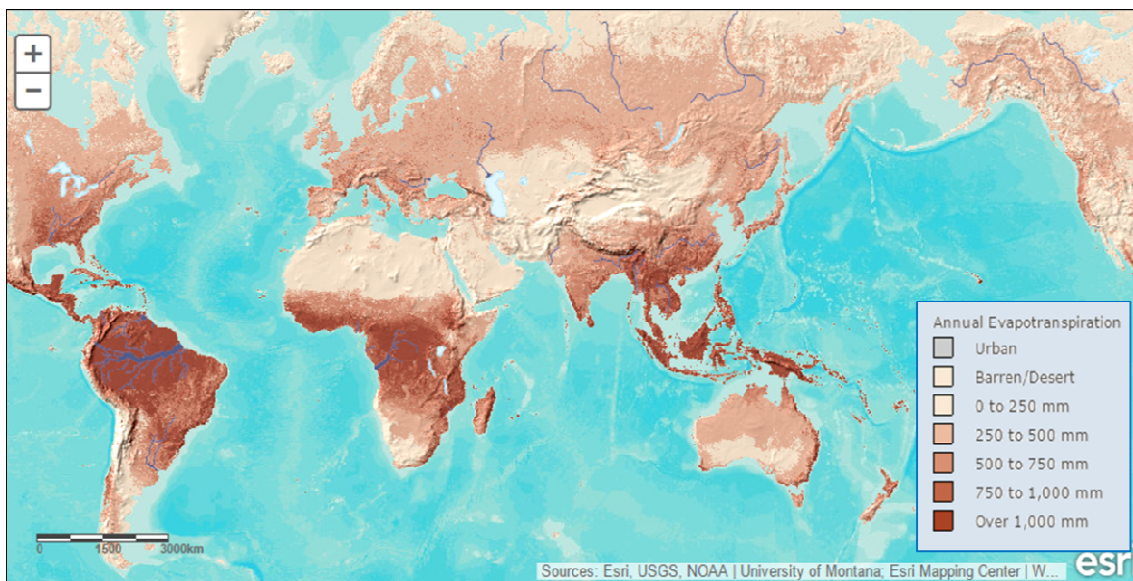 +
−
Annual Evapotranspiration
Urban
Barren/Desert
0 to 250 mm
250 to 500 mm
500 to 750 mm
750 to 1,000 mm
Over 1,000 mm
0 1500 3000km
Sources: Esri, USGS, NOAA | University of Montana; Esri Mapping Center | W...
esr